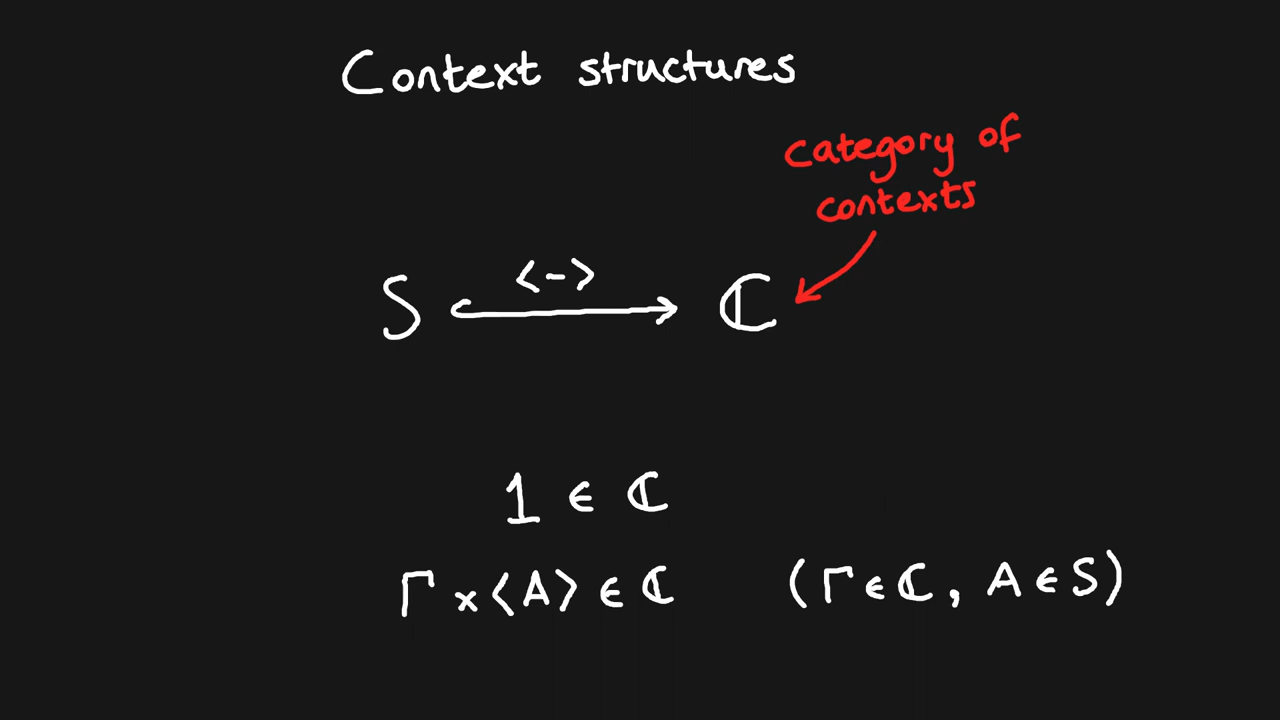 Context structures
category of
contexts
⟨-⟩
S ↪ ℂ
1 ∈ ℂ
Γ × ⟨A⟩ ∈ ℂ (Γ ∈ ℂ, A ∈ S)